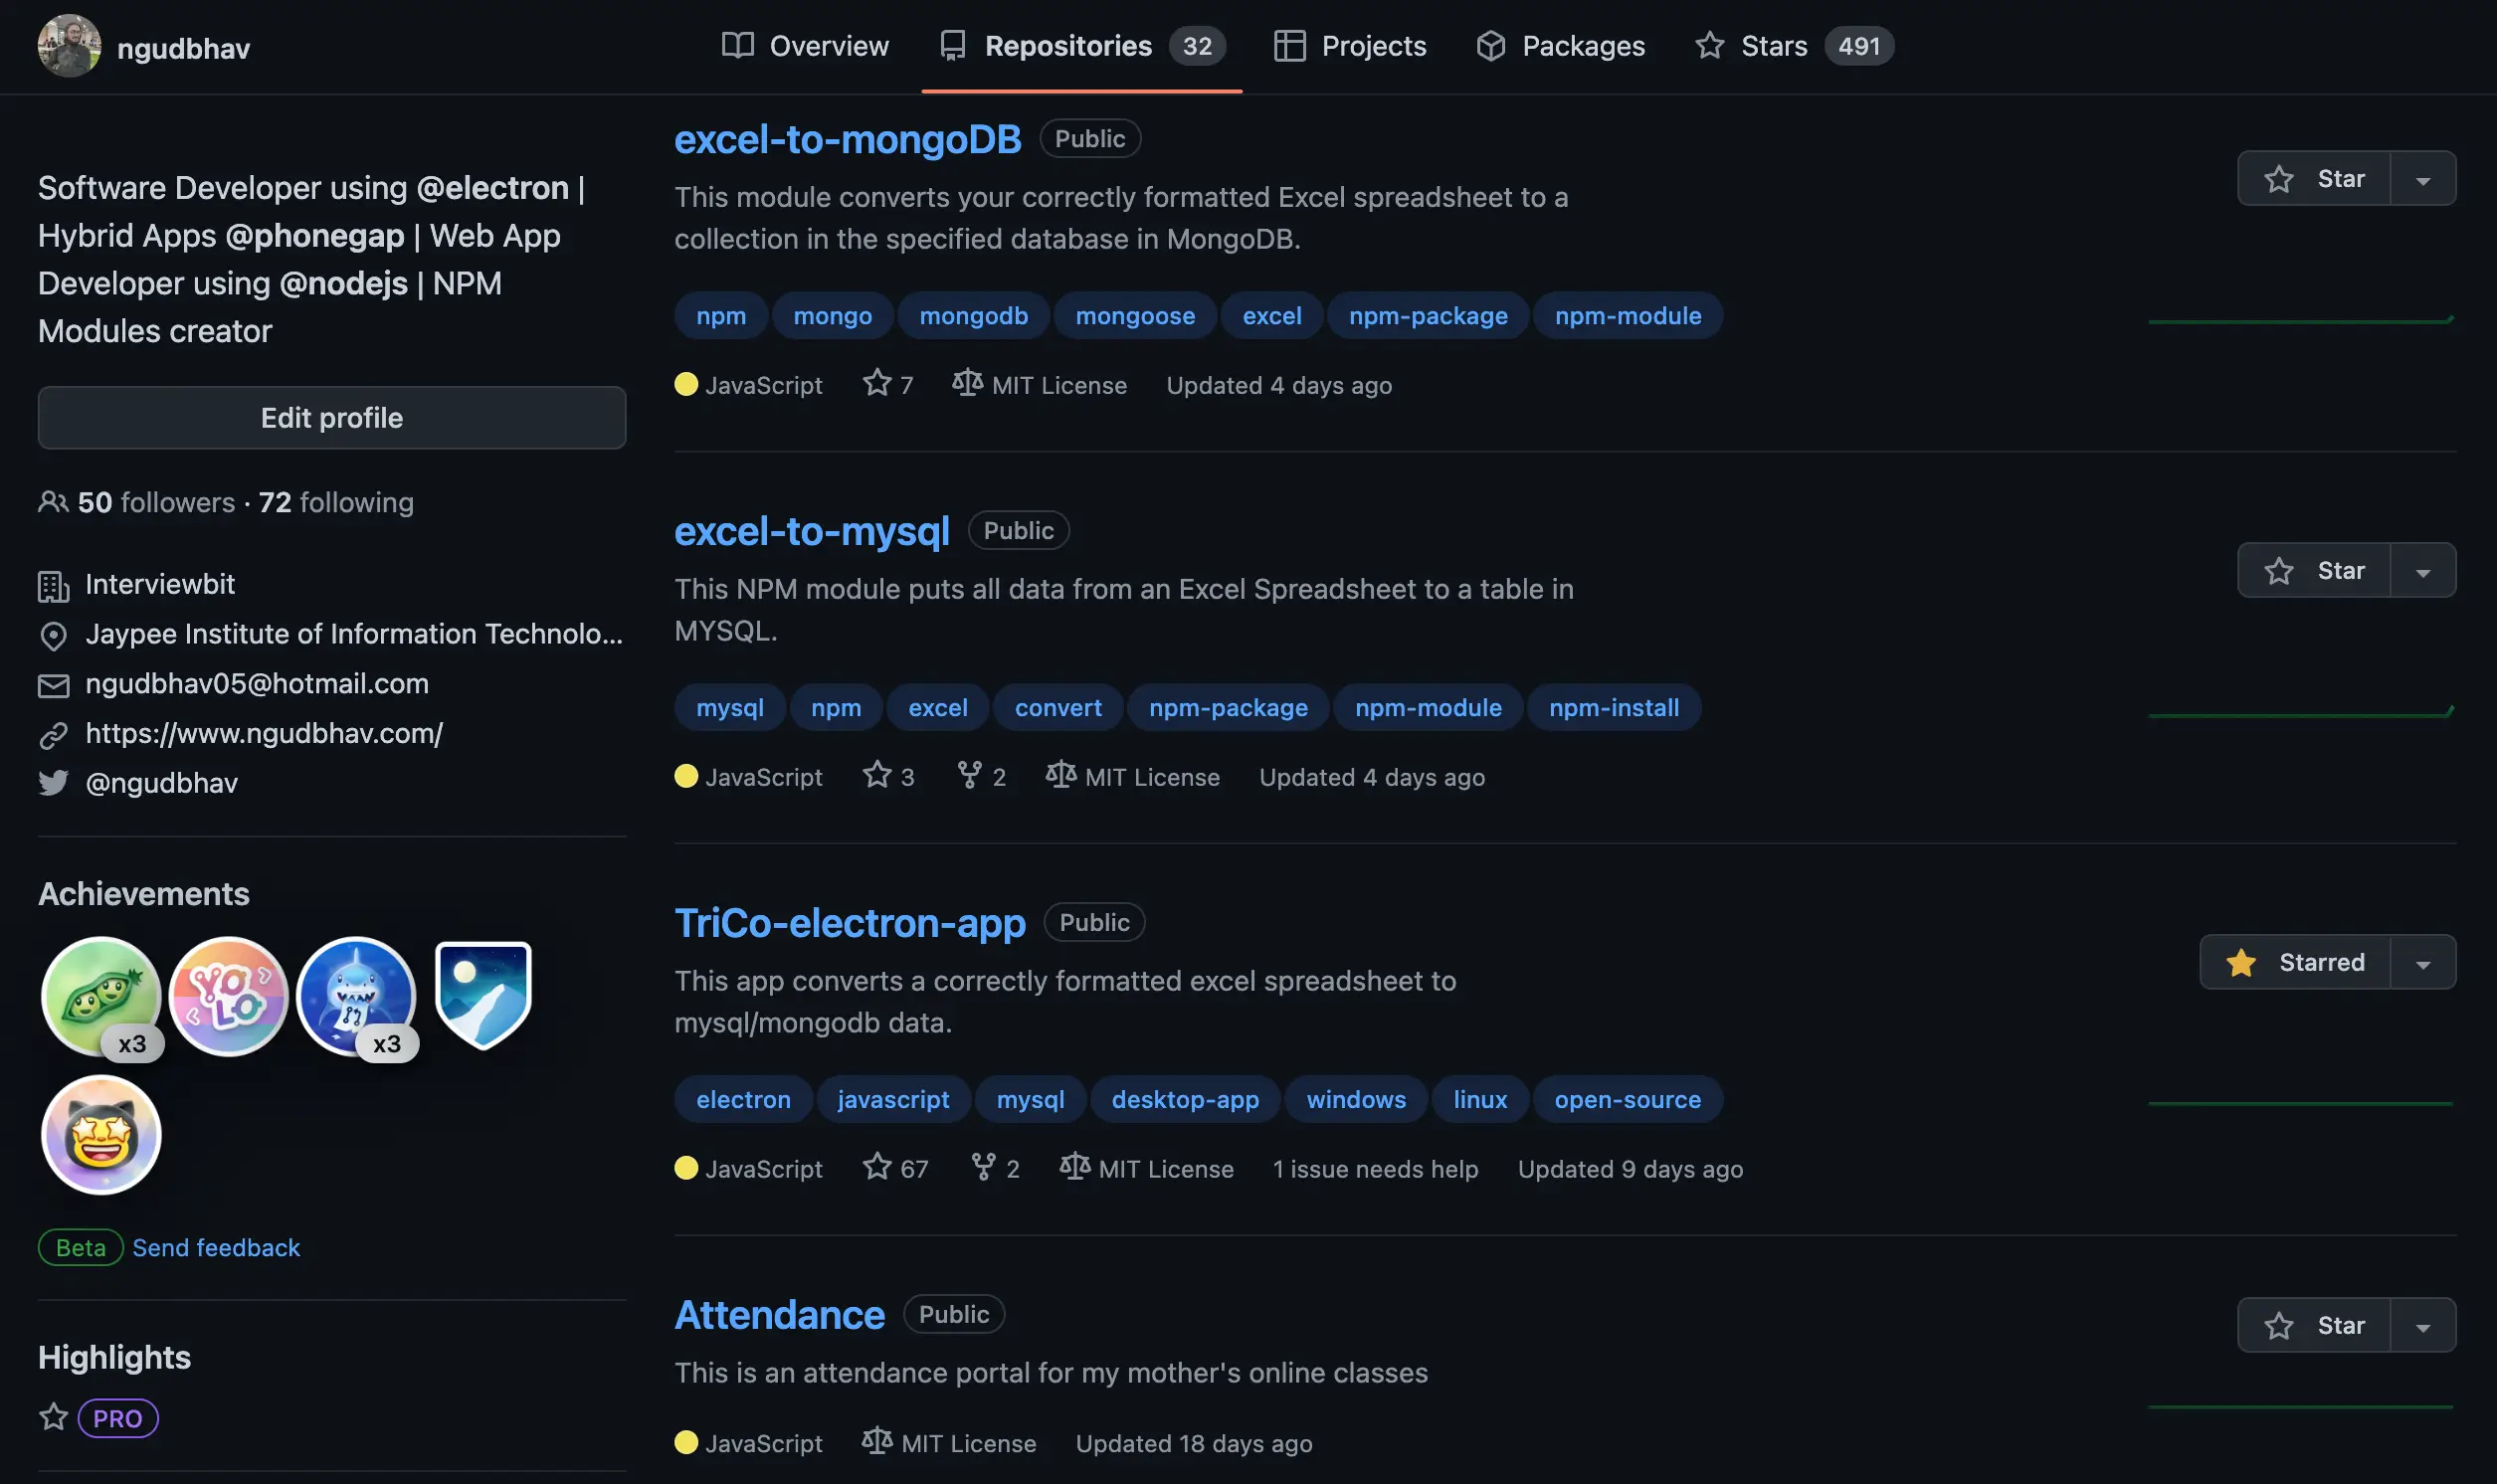 ngudbhav
Overview
Repositories 32
Projects
Packages
Stars 491
Software Developer using @electron |
Hybrid Apps @phonegap | Web App
Developer using @nodejs | NPM
Modules creator
Edit profile
50 followers · 72 following
Interviewbit
Jaypee Institute of Information Technolo...
ngudbhav05@hotmail.com
https://www.ngudbhav.com/
@ngudbhav
Achievements
x3
YOLO
x3
Beta Send feedback
Highlights
PRO
excel-to-mongoDB Public
Star
This module converts your correctly formatted Excel spreadsheet to a
collection in the specified database in MongoDB.
npm mongo mongodb mongoose excel npm-package npm-module
JavaScript 7 MIT License Updated 4 days ago
excel-to-mysql Public
Star
This NPM module puts all data from an Excel Spreadsheet to a table in
MYSQL.
mysql npm excel convert npm-package npm-module npm-install
JavaScript 3 2 MIT License Updated 4 days ago
TriCo-electron-app Public
Starred
This app converts a correctly formatted excel spreadsheet to
mysql/mongodb data.
electron javascript mysql desktop-app windows linux open-source
JavaScript 67 2 MIT License 1 issue needs help Updated 9 days ago
Attendance Public
Star
This is an attendance portal for my mother's online classes
JavaScript MIT License Updated 18 days ago